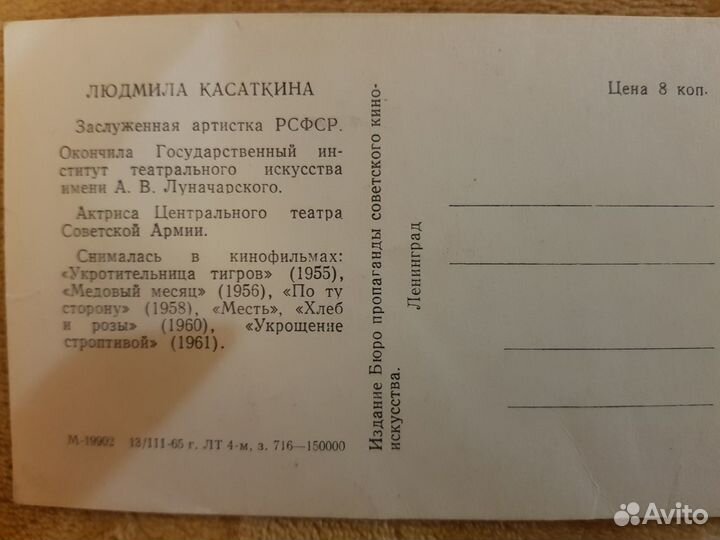 ЛЮДМИЛА КАСАТКИНА
Заслуженная артистка РСФСР.
Окончила Государственный ин-
ститут театрального искусства
имени А. В. Луначарского.
Актриса Центрального театра
Советской Армии.
Снималась в кинофильмах:
«Укротительница тигров» (1955),
«Медовый месяц» (1956), «По ту
сторону» (1958), «Месть», «Хлеб
и розы» (1960), «Укрощение
строптивой» (1961).
М-19902 13/III-65 г. ЛТ 4-м, з. 716—150000
Издание Бюро пропаганды советского кино-
искусства.
Ленинград
Цена 8 коп.
Avito